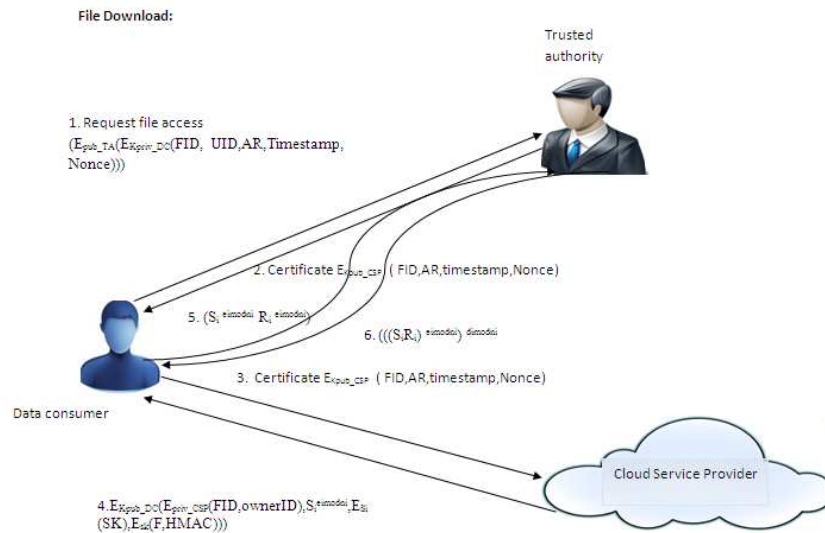 File Download:
Trusted
authority
1. Request file access
(Epub_TA(EKpriv_DC(FID, UID,AR,Timestamp,
Nonce)))
2. Certificate EKpub_CSP ( FID,AR,timestamp,Nonce)
5. (Si eimodni Ri eimodni)
6. (((SiRi) eimodni) dimodni
3. Certificate EKpub_CSP ( FID,AR,timestamp,Nonce)
Data consumer
Cloud Service Provider
4.EKpub_DC(Epriv_CSP(FID,ownerID),Si eimodni,ESi
(SK),Esk(F,HMAC)))